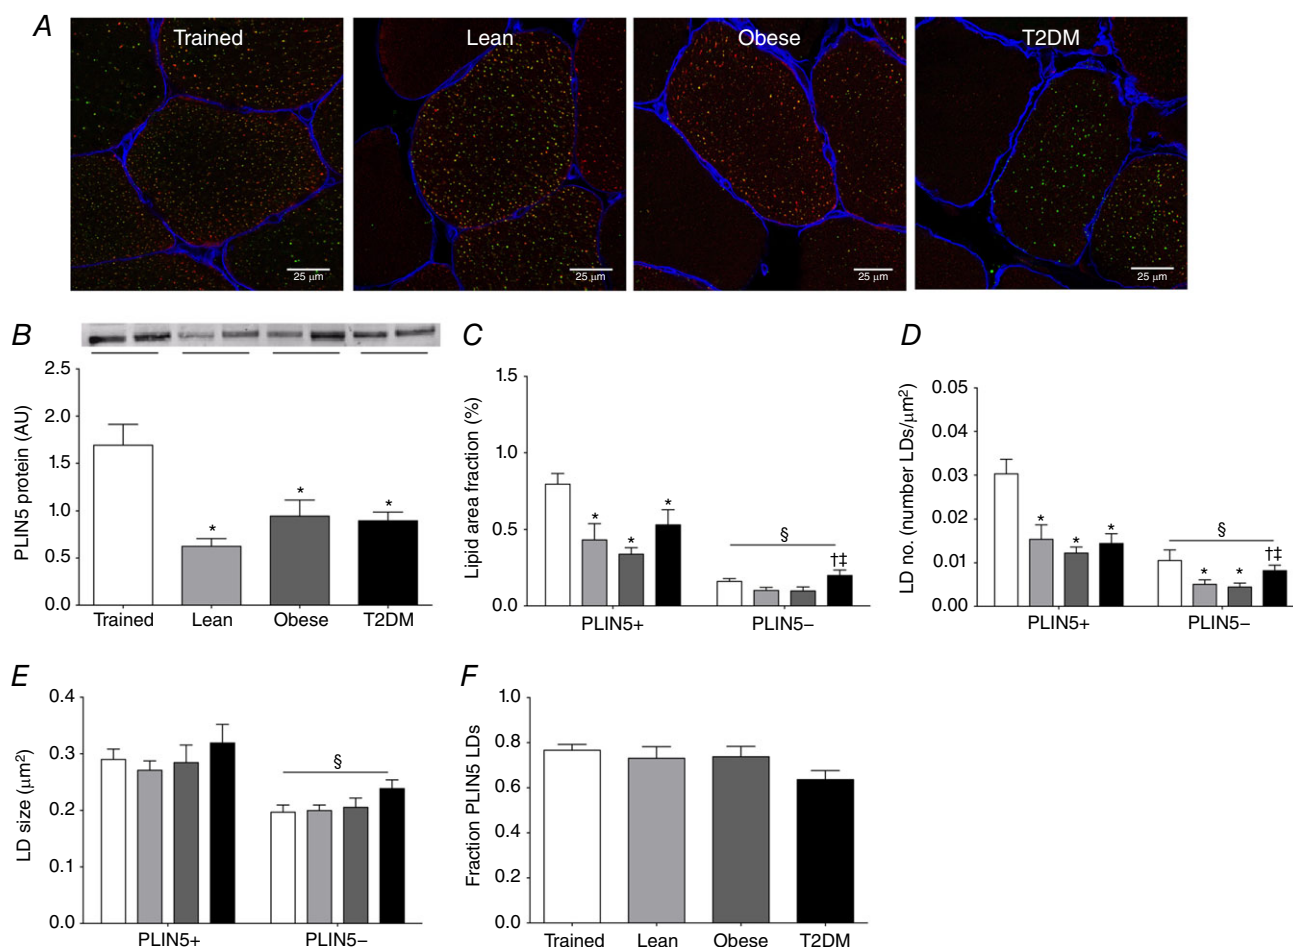 A
Trained
Lean
Obese
T2DM
25 μm
25 μm
25 μm
25 μm
B
PLIN5 protein (AU)
2.5
2.0
1.5
1.0
0.5
0.0
*
*
*
Trained
Lean
Obese
T2DM
C
Lipid area fraction (%)
1.5
1.0
0.5
0.0
*
*
*
§
†‡
PLIN5+
PLIN5−
D
LD no. (number LDs/μm²)
0.05
0.04
0.03
0.02
0.01
0.00
*
*
*
§
*
*
†‡
PLIN5+
PLIN5−
E
LD size (μm²)
0.4
0.3
0.2
0.1
0.0
§
PLIN5+
PLIN5−
F
Fraction PLIN5 LDs
1.0
0.8
0.6
0.4
0.2
0.0
Trained
Lean
Obese
T2DM